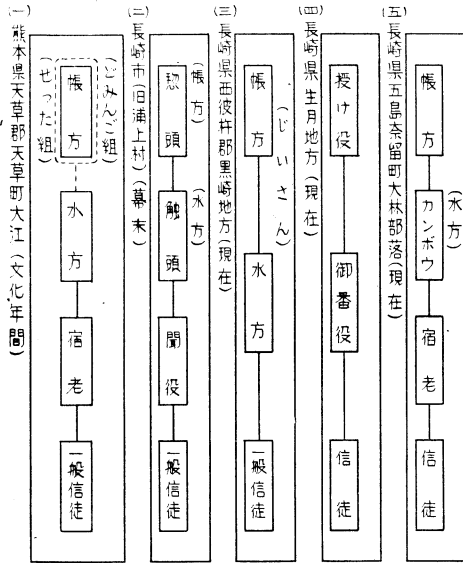 (五)長崎県五島奈留町大林部落(現在)
帳方
(水方)
カンボウ
宿老
信徒
(四)長崎県生月地方(現在)
授け役
御番役
信徒
(三)長崎県西彼杵郡黒崎地方(現在)
(じいさん)
帳方
水方
一般信徒
(二)長崎市(旧浦上村)(幕末)
(帳方)
惣頭
(水方)
触頭
聞役
一般信徒
(一)熊本県天草郡天草町大江(文化年間)
(ごみんご組)
(せった組)
帳方
水方
宿老
一般信徒